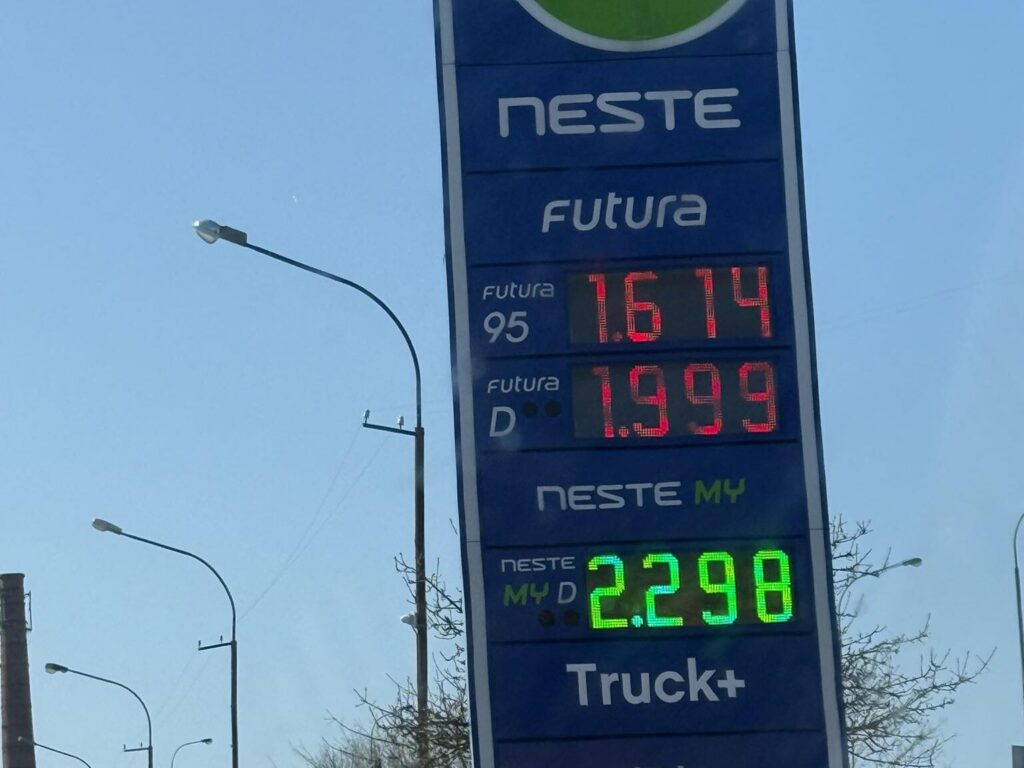 NESTE
Futura
Futura
95 1.614
Futura
D 1.999
NESTE MY
NESTE
MY D 2.298
Truck+